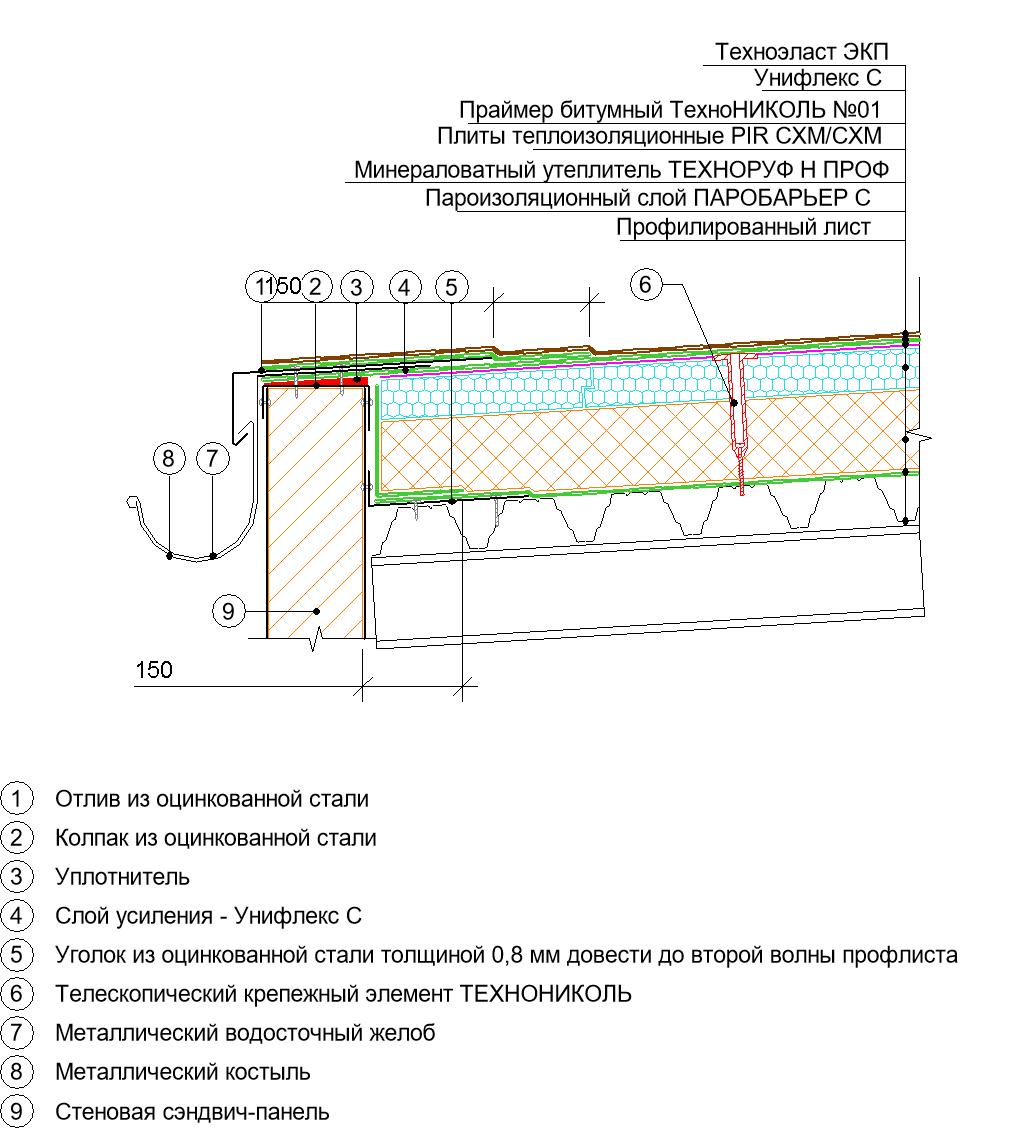 Техноэласт ЭКП
Унифлекс С
Праймер битумный ТехноНИКОЛЬ №01
Плиты теплоизоляционные PIR СХМ/СХМ
Минераловатный утеплитель ТЕХНОРУФ Н ПРОФ
Пароизоляционный слой ПАРОБАРЬЕР С
Профилированный лист
1 150 2 3 4 5 6
8 7
9
150
1 Отлив из оцинкованной стали
2 Колпак из оцинкованной стали
3 Уплотнитель
4 Слой усиления - Унифлекс С
5 Уголок из оцинкованной стали толщиной 0,8 мм довести до второй волны профлиста
6 Телескопический крепежный элемент ТЕХНОНИКОЛЬ
7 Металлический водосточный желоб
8 Металлический костыль
9 Стеновая сэндвич-панель